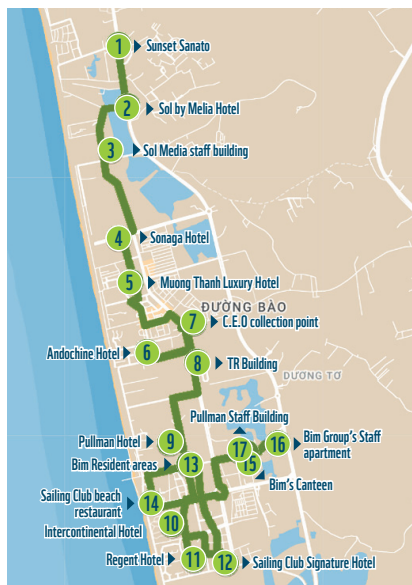 1 Sunset Sanato
2 Sol by Melia Hotel
3 Sol Media staff building
4 Sonaga Hotel
5 Muong Thanh Luxury Hotel
ĐƯỜNG BÀO
7 C.E.O collection point
Andochine Hotel 6
8 TR Building
DƯƠNG TƠ
Pullman Staff Building
Pullman Hotel 9
17
16 Bim Group's Staff
apartment
Bim Resident areas 13
15
Bim's Canteen
Sailing Club beach
restaurant
14
Intercontinental Hotel 10
Regent Hotel 11
12 Sailing Club Signature Hotel